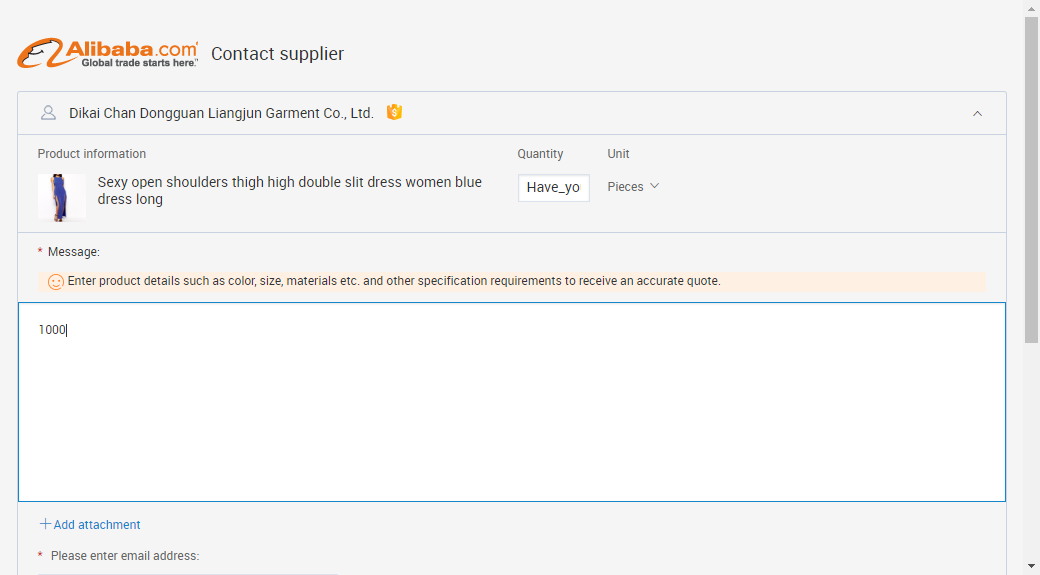 Alibaba.com
Global trade starts here.™
Contact supplier
Dikai Chan Dongguan Liangjun Garment Co., Ltd.
Product information
Quantity
Unit
Sexy open shoulders thigh high double slit dress women blue
dress long
Have_yo
Pieces
* Message:
Enter product details such as color, size, materials etc. and other specification requirements to receive an accurate quote.
1000
Add attachment
* Please enter email address: